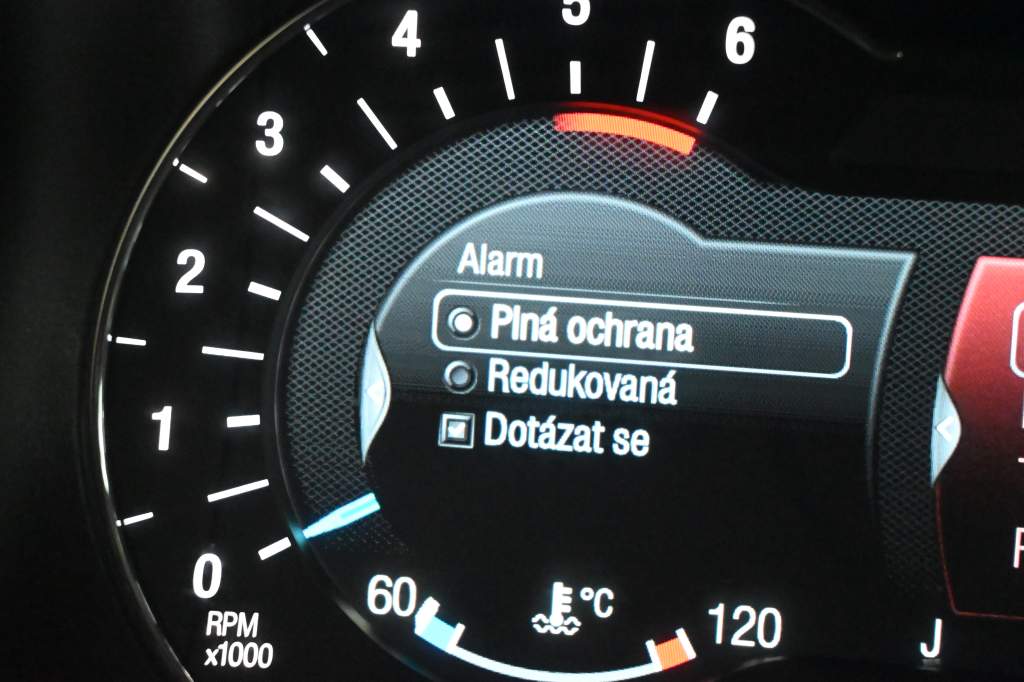 4
5
6
3
2
1
0
RPM
x1000
Alarm
Plná ochrana
Redukovaná
Dotázat se
60
°C
120
J